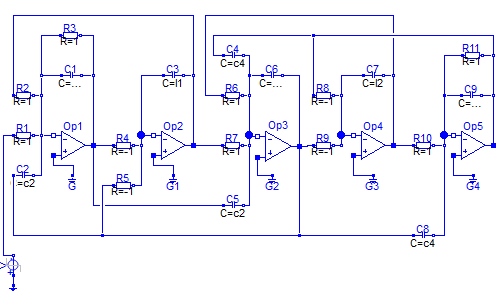 R3
R=1
C1
C=...
C3
C=l1
C4
C=c4
C6
C=...
C7
C=l2
R11
R=1
R2
R=1
R6
R=1
R8
R=-1
C9
C=...
R1
R=1
Op1
Op2
Op3
Op4
Op5
R4
R=-1
R7
R=1
R9
R=-1
R10
R=1
C2
C=c2
R5
R=-1
G
G1
G2
G3
G4
C5
C=c2
C8
C=c4